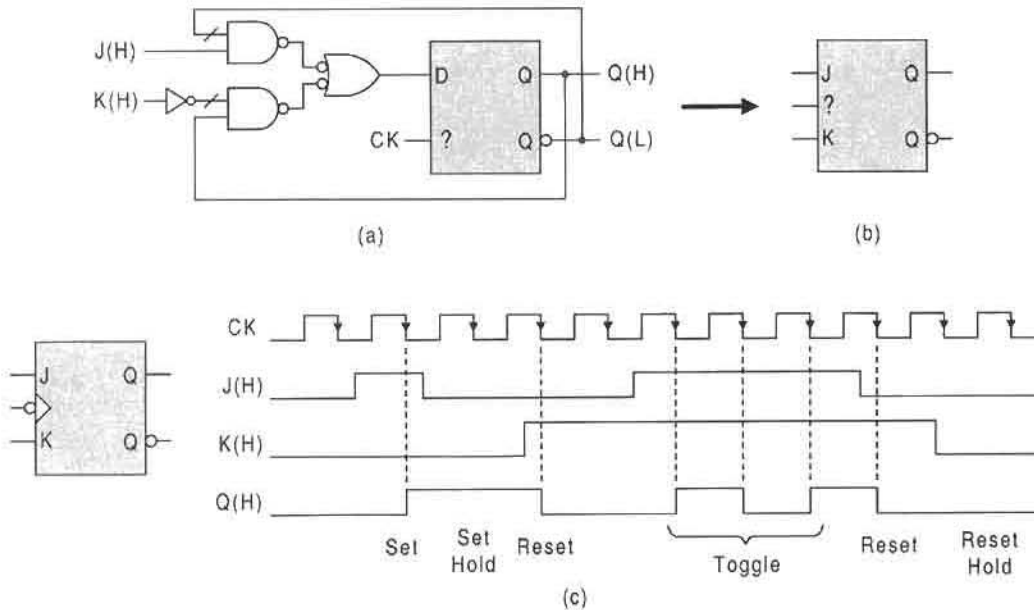 J(H)
K(H)
D Q
Q(H)
CK ? Q
Q(L)
(a)
J Q
?
K Q
(b)
J Q
K Q
CK
J(H)
K(H)
Q(H)
Set
Set
Hold
Reset
Toggle
Reset
Reset
Hold
(c)